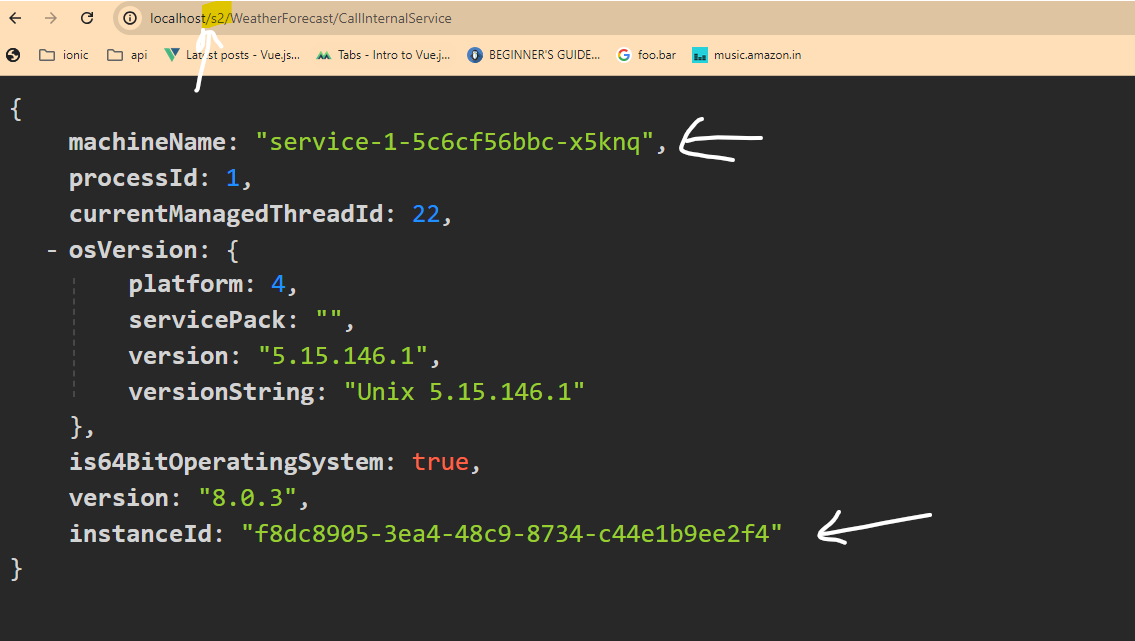 localhost/s2/WeatherForecast/CallInternalService
ionic api Latest posts - Vue.js... Tabs - Intro to Vue.j... BEGINNER'S GUIDE... foo.bar music.amazon.in
{
machineName: "service-1-5c6cf56bbc-x5knq",
processId: 1,
currentManagedThreadId: 22,
- osVersion: {
platform: 4,
servicePack: "",
version: "5.15.146.1",
versionString: "Unix 5.15.146.1"
},
is64BitOperatingSystem: true,
version: "8.0.3",
instanceId: "f8dc8905-3ea4-48c9-8734-c44e1b9ee2f4"
}